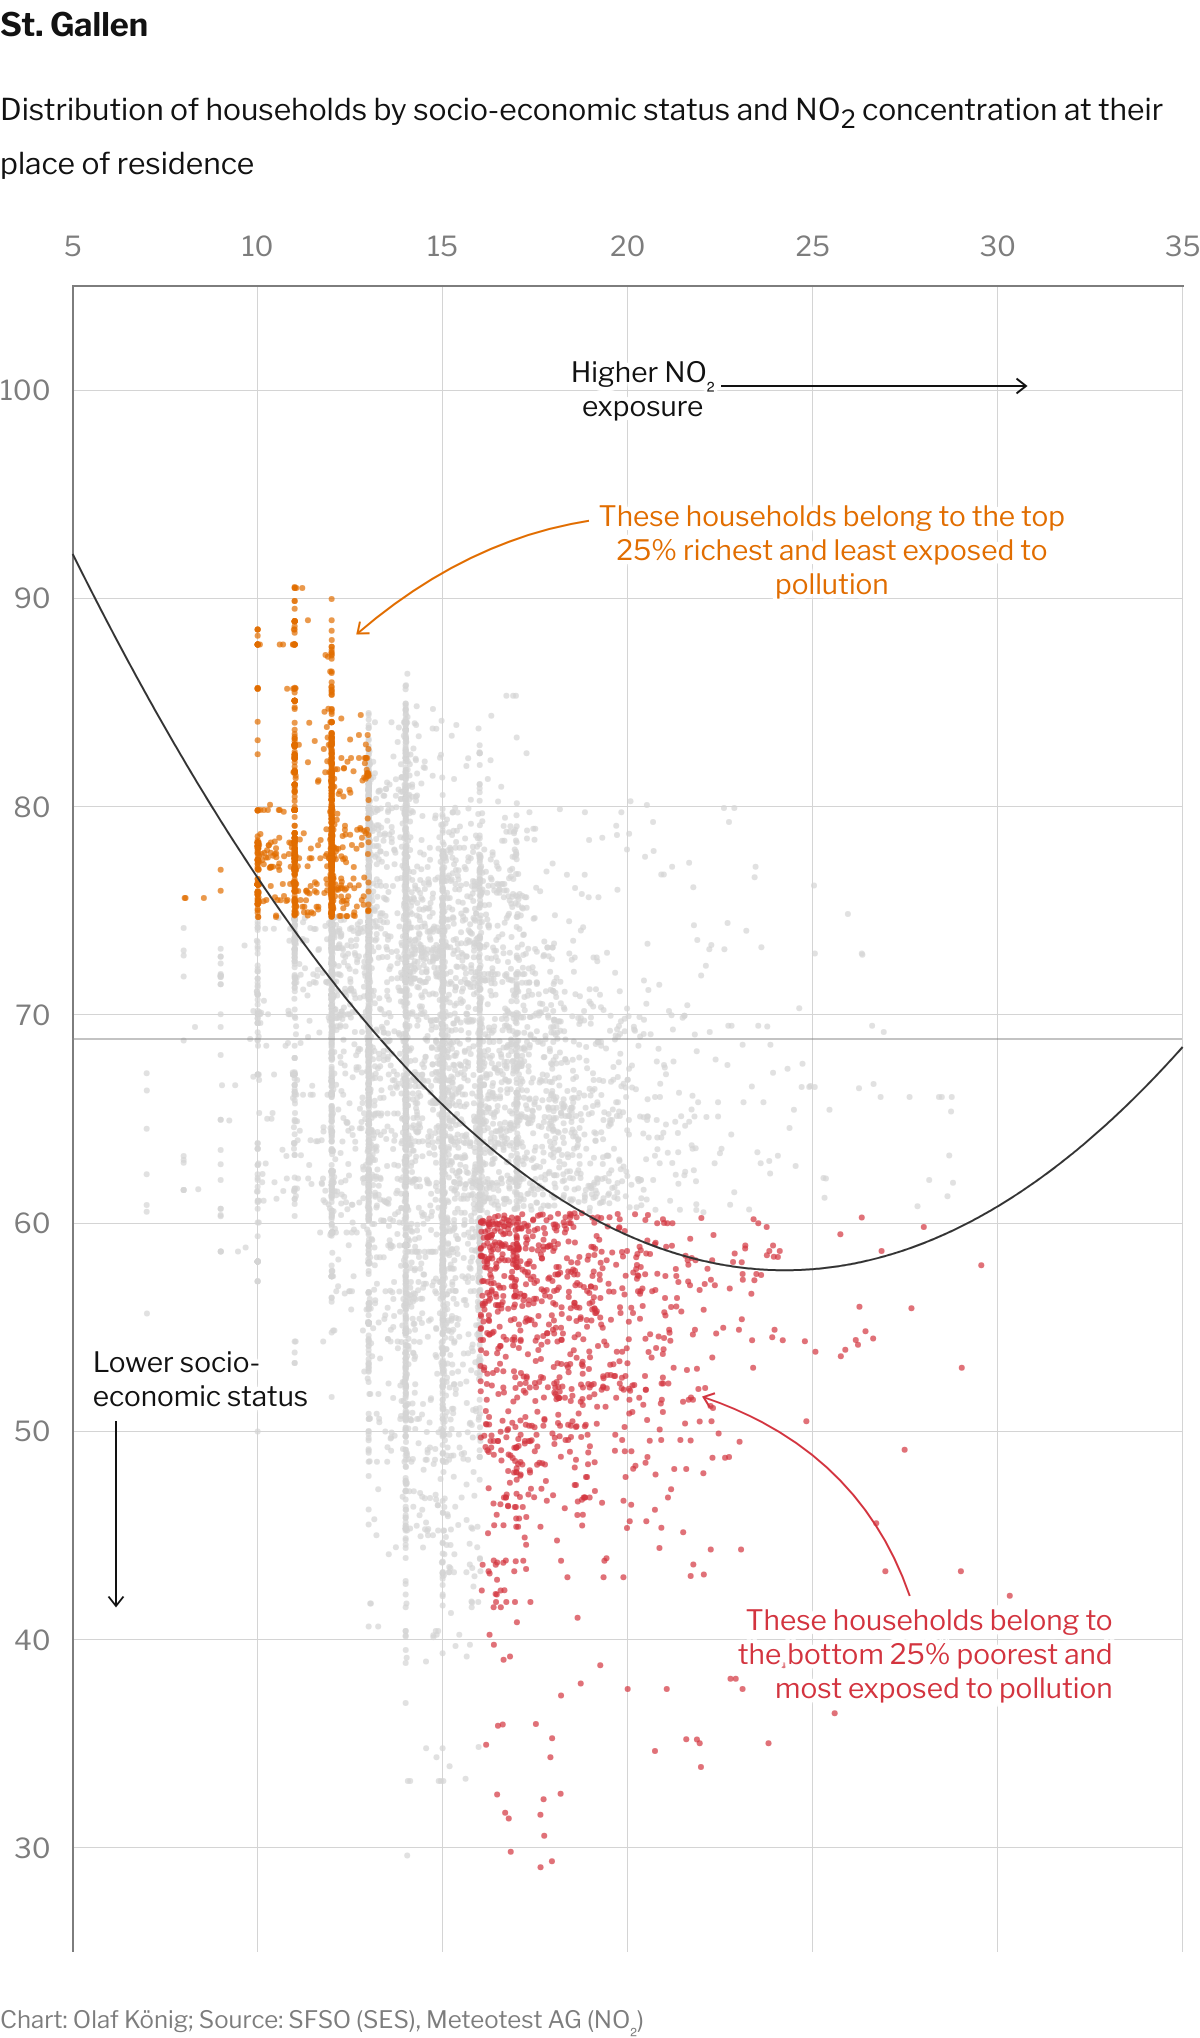 St. Gallen
Distribution of households by socio-economic status and NO₂ concentration at their
place of residence
5 10 15 20 25 30 35
Higher NO₂
exposure
100
These households belong to the top
25% richest and least exposed to
pollution
90
80
70
60
Lower socio-
economic status
50
These households belong to
the bottom 25% poorest and
most exposed to pollution
40
30
Chart: Olaf König; Source: SFSO (SES), Meteotest AG (NO₂)